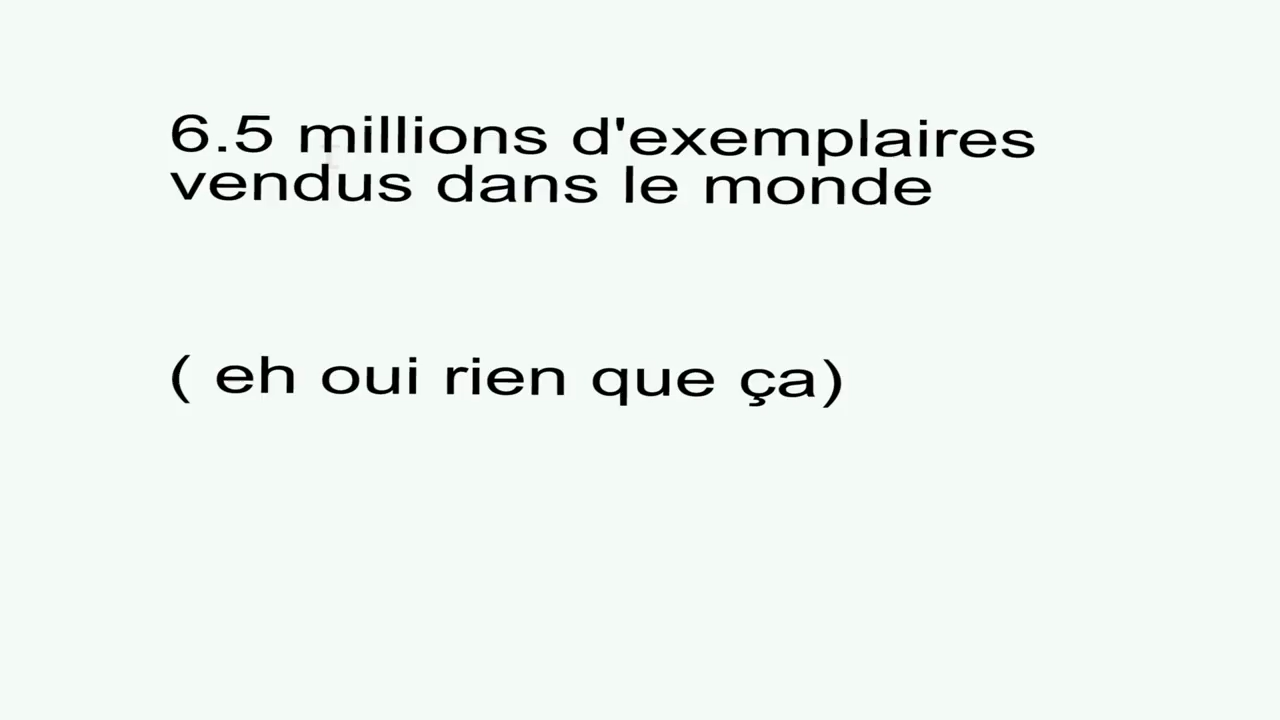 6.5 millions d'exemplaires
vendus dans le monde
( eh oui rien que ça)